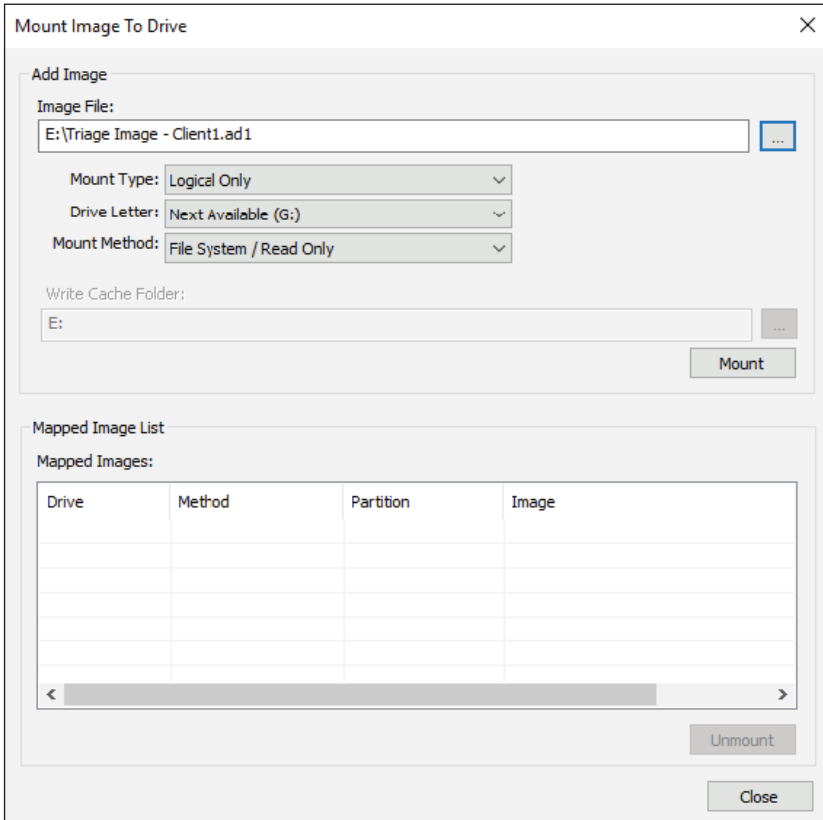 Mount Image To Drive
Add Image
Image File:
E:\Triage Image - Client1.ad1
...
Mount Type: Logical Only
Drive Letter: Next Available (G:)
Mount Method: File System / Read Only
Write Cache Folder:
E:
...
Mount
Mapped Image List
Mapped Images:
Drive Method Partition Image
Unmount
Close